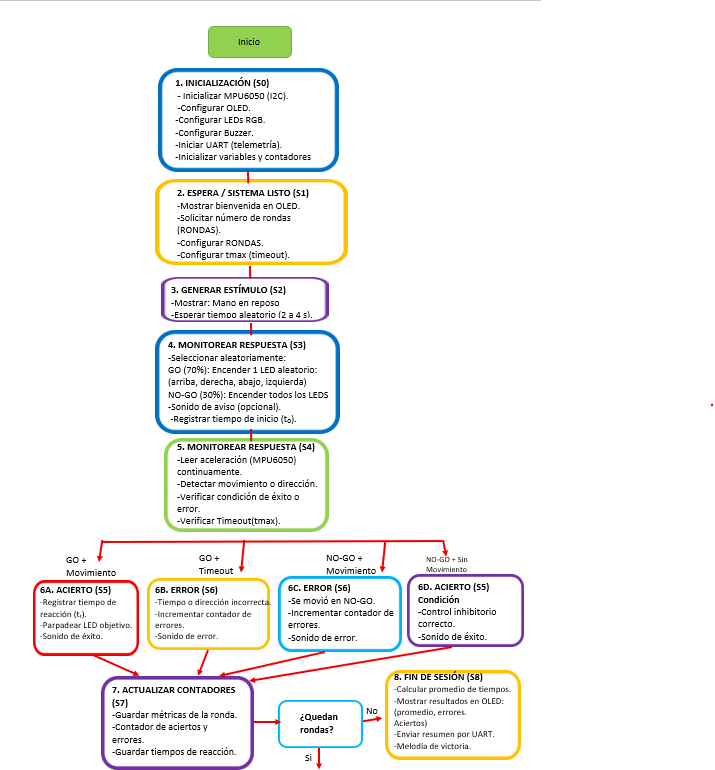 Inicio
1. INICIALIZACIÓN (S0)
- Inicializar MPU6050 (I2C).
-Configurar OLED.
-Configurar LEDs RGB.
-Configurar Buzzer.
-Iniciar UART (telemetría).
-Inicializar variables y contadores
2. ESPERA / SISTEMA LISTO (S1)
-Mostrar bienvenida en OLED.
-Solicitar número de rondas
(RONDAS).
-Configurar RONDAS.
-Configurar tmax (timeout).
3. GENERAR ESTÍMULO (S2)
-Mostrar: Mano en reposo
-Esperar tiempo aleatorio (2 a 4 s).
4. MONITOREAR RESPUESTA (S3)
-Seleccionar aleatoriamente:
GO (70%): Encender 1 LED aleatorio:
(arriba, derecha, abajo, izquierda)
NO-GO (30%): Encender todos los LEDS
-Sonido de aviso (opcional).
-Registrar tiempo de inicio (t₀).
5. MONITOREAR RESPUESTA (S4)
-Leer aceleración (MPU6050)
continuamente.
-Detectar movimiento o dirección.
-Verificar condición de éxito o
error.
-Verificar Timeout(tmax).
GO +
Movimiento
GO +
Timeout
NO-GO +
Movimiento
NO-GO + Sin
Movimiento
6A. ACIERTO (S5)
-Registrar tiempo de
reacción (tᵣ).
-Parpadear LED objetivo.
-Sonido de éxito.
6B. ERROR (S6)
-Tiempo o dirección incorrecta.
-Incrementar contador de
errores.
-Sonido de error.
6C. ERROR (S6)
-Se movió en NO-GO.
-Incrementar contador de
errores.
-Sonido de error.
6D. ACIERTO (S5)
Condición
-Control inhibitorio
correcto.
-Sonido de éxito.
7. ACTUALIZAR CONTADORES
(S7)
-Guardar métricas de la ronda.
-Contador de aciertos y
errores.
-Guardar tiempos de reacción.
¿Quedan
rondas?
No
Si
8. FIN DE SESIÓN (S8)
-Calcular promedio de tiempos.
-Mostrar resultados en OLED:
(promedio, errores.
Aciertos)
-Enviar resumen por UART.
-Melodía de victoria.